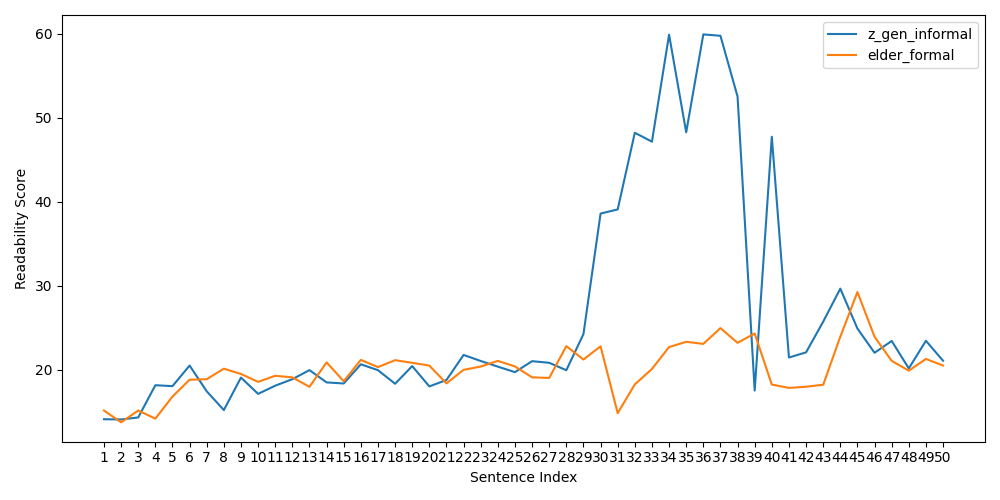 z_gen_informal
elder_formal
60
50
40
30
20
Readability Score
1 2 3 4 5 6 7 8 9 10 11 12 13 14 15 16 17 18 19 20 21 22 23 24 25 26 27 28 29 30 31 32 33 34 35 36 37 38 39 40 41 42 43 44 45 46 47 48 49 50
Sentence Index